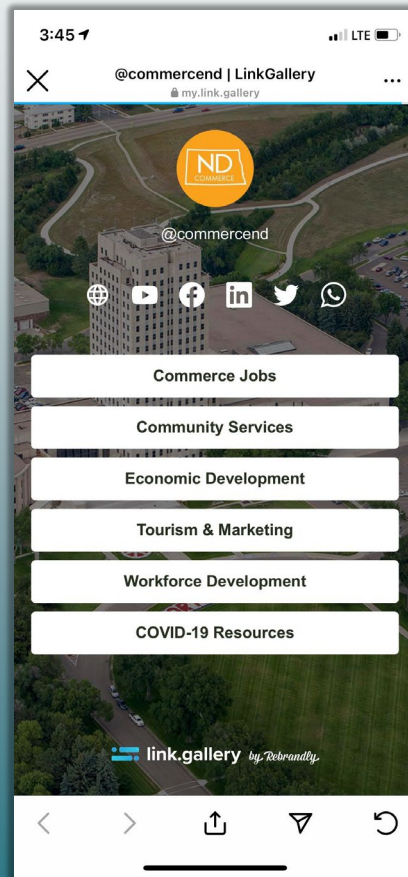 3:45
LTE
@commercend | LinkGallery
my.link.gallery
ND
COMMERCE
@commercend
Commerce Jobs
Community Services
Economic Development
Tourism & Marketing
Workforce Development
COVID-19 Resources
link.gallery by Rebrandly